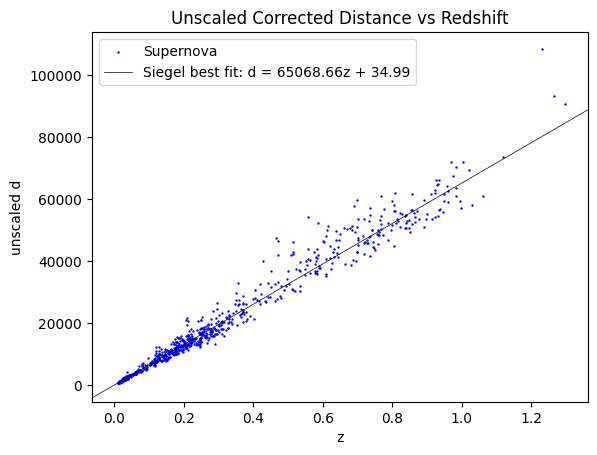 Unscaled Corrected Distance vs Redshift
Supernova
Siegel best fit: d = 65068.66z + 34.99
100000
80000
60000
40000
20000
0
unscaled d
0.0 0.2 0.4 0.6 0.8 1.0 1.2
z